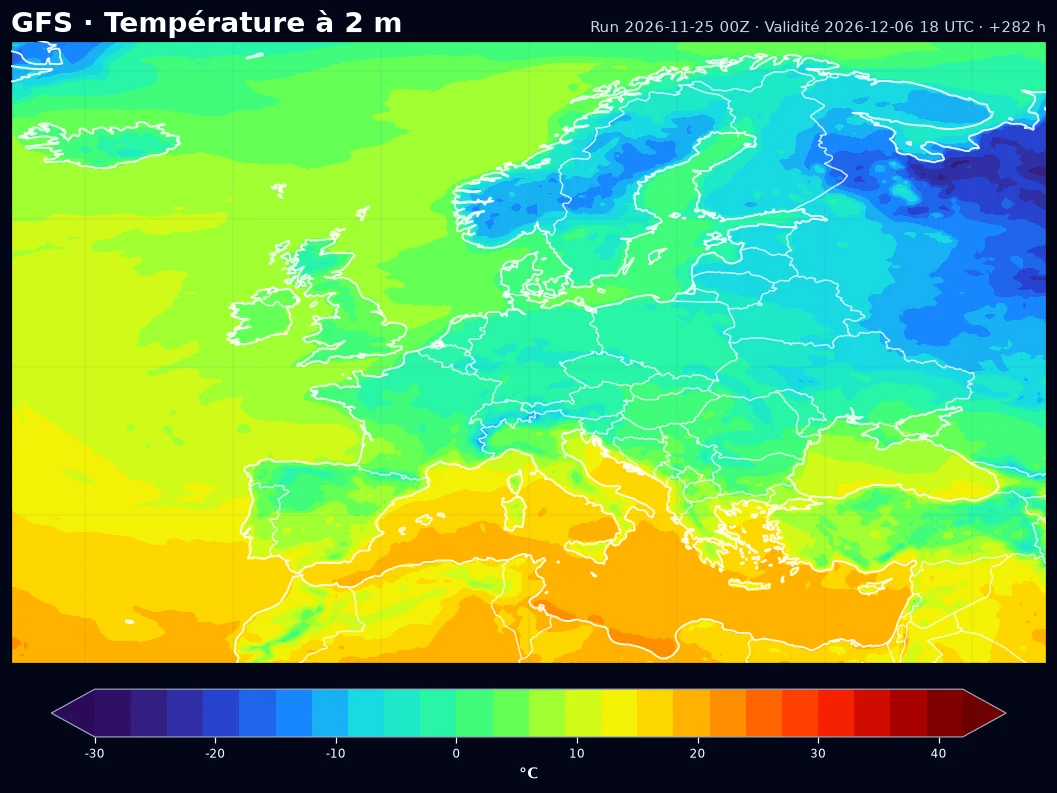 GFS · Température à 2 m
Run 2026-11-25 00Z · Validité 2026-12-06 18 UTC · +282 h
-30 -20 -10 0 10 20 30 40
°C